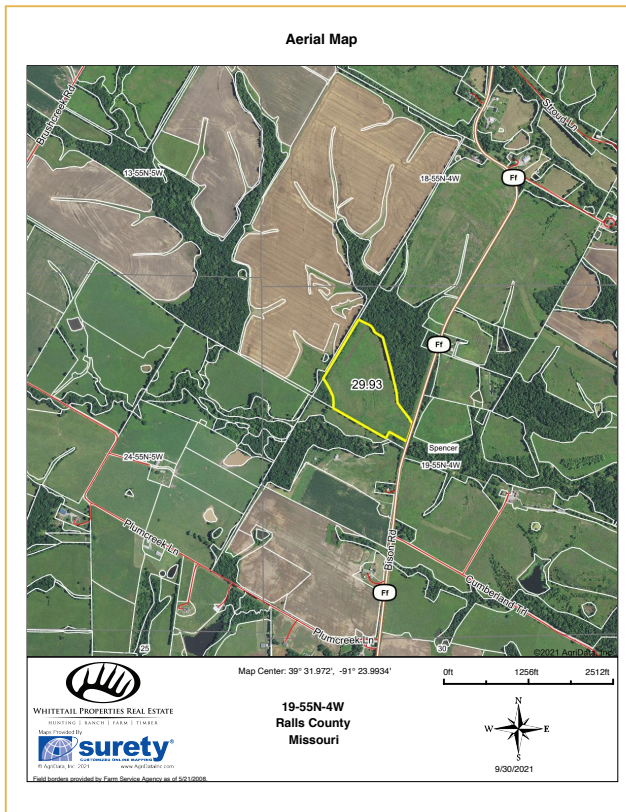 Aerial Map
Brushcreek Rd
Stroud Ln
13-55N-5W
18-55N-4W
Ff
Ff
29.93
Spencer
19-55N-4W
24-55N-5W
Plumcreek Ln
Bison Rd
Cumberland Trl
Ff
Plumcreek Ln
25
30
©2021 AgriData, Inc.
Map Center: 39° 31.972', -91° 23.9934'
0ft 1256ft 2512ft
WHITETAIL PROPERTIES REAL ESTATE
HUNTING | RANCH | FARM | TIMBER
Maps Provided By
surety®
CUSTOMIZED ONLINE MAPPING
© AgriData, Inc. 2021 www.AgriDataInc.com
19-55N-4W
Ralls County
Missouri
N
W E
S
9/30/2021
Field borders provided by Farm Service Agency as of 5/21/2008.